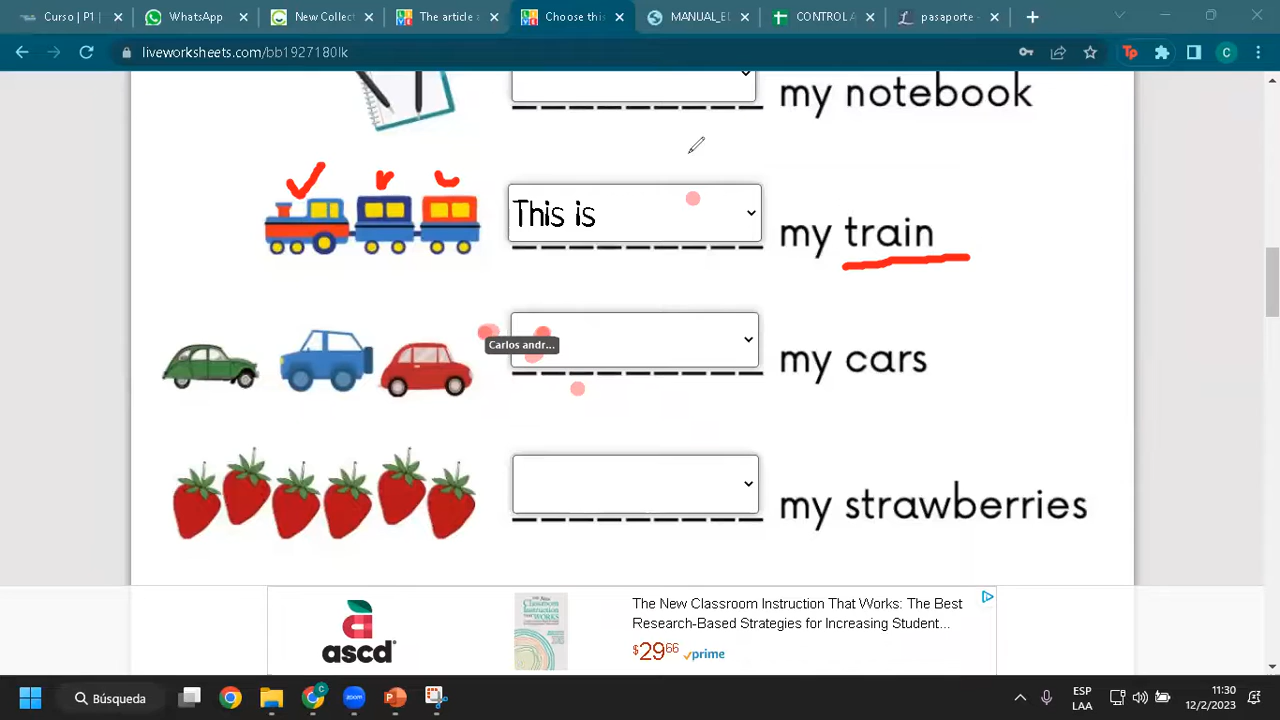 Curso | P1 |
WhatsApp
New Collect
The article
Choose this
MANUAL_EL
CONTROL A
pasaporte -
liveworksheets.com/bb1927180lk
C
my notebook
This is
my train
Carlos andr...
my cars
my strawberries
ascd
The New Classroom Instruction That Works: The Best
Research-Based Strategies for Increasing Student...
$29⁶⁶ prime
Búsqueda
zoom
ESP
LAA
11:30
12/2/2023